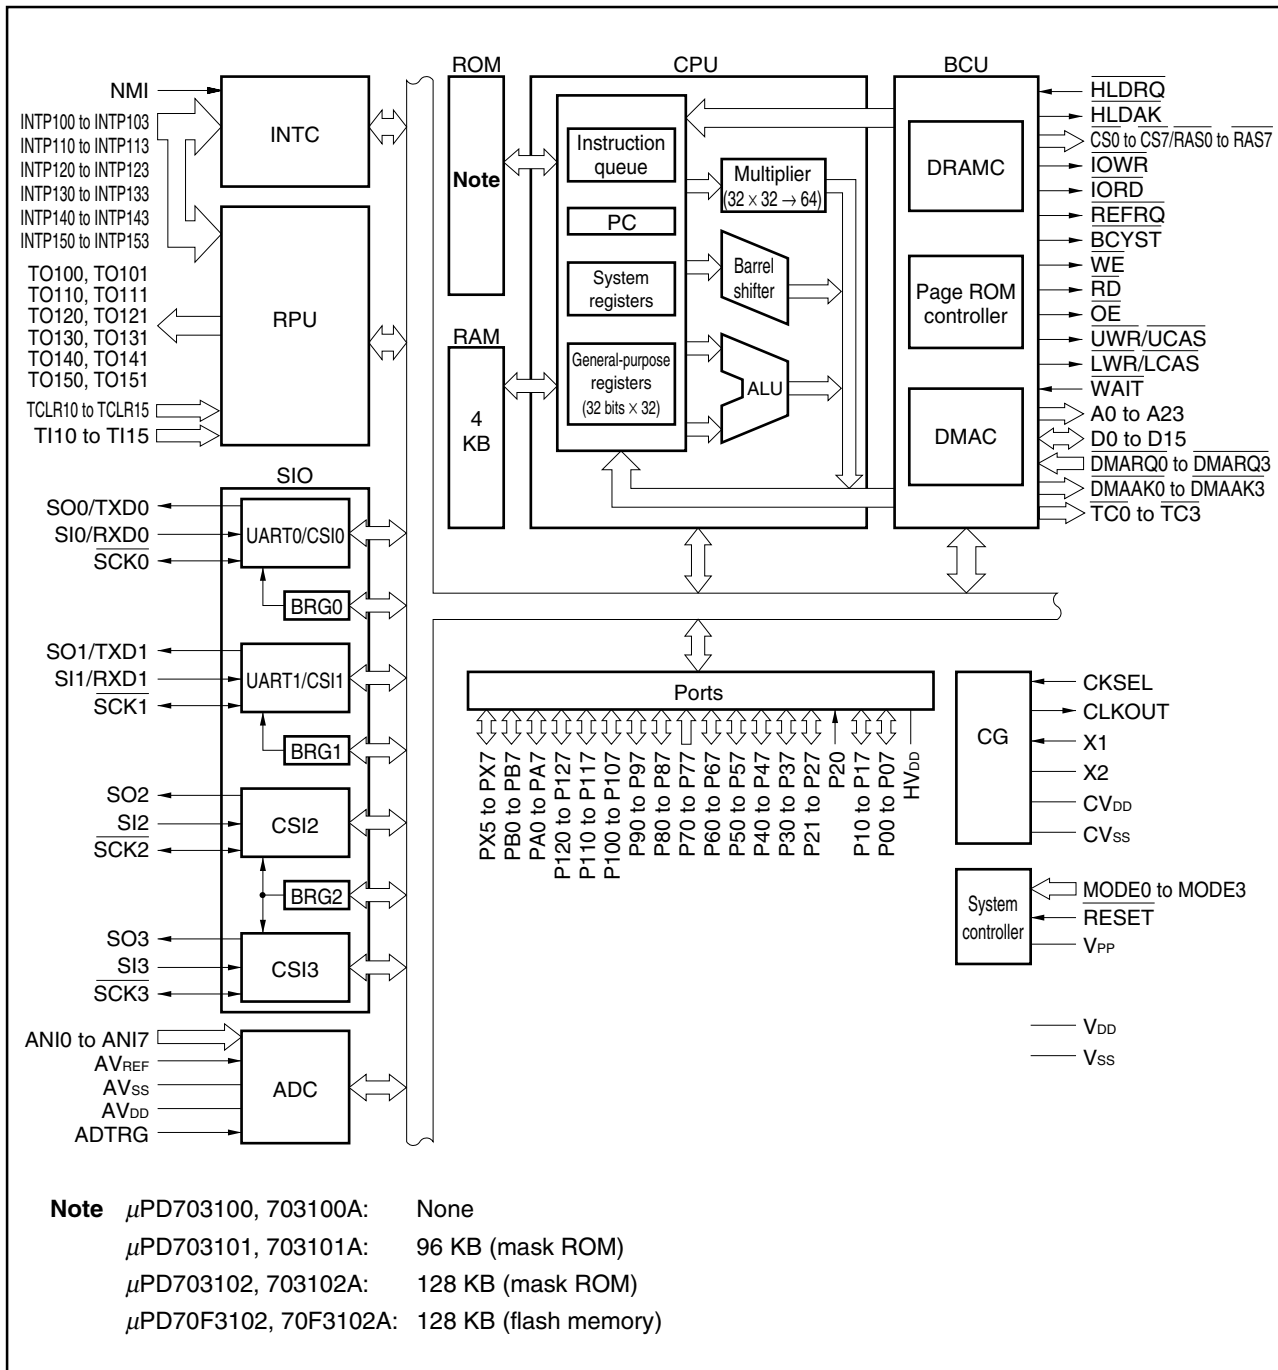 NMI
INTP100 to INTP103
INTP110 to INTP113
INTP120 to INTP123
INTP130 to INTP133
INTP140 to INTP143
INTP150 to INTP153
TO100, TO101
TO110, TO111
TO120, TO121
TO130, TO131
TO140, TO141
TO150, TO151
TCLR10 to TCLR15
TI10 to TI15
INTC
RPU
SIO
SO0/TXD0
SI0/RXD0
SCK0
UART0/CSI0
BRG0
SO1/TXD1
SI1/RXD1
SCK1
UART1/CSI1
BRG1
SO2
SI2
SCK2
CSI2
BRG2
SO3
SI3
SCK3
CSI3
ANI0 to ANI7
AVREF
AVSS
AVDD
ADTRG
ADC
ROM
Note
RAM
4
KB
CPU
Instruction
queue
PC
System
registers
General-purpose
registers
(32 bits × 32)
Multiplier
(32 × 32 → 64)
Barrel
shifter
ALU
BCU
DRAMC
Page ROM
controller
DMAC
HLDRQ
HLDAK
CS0 to CS7/RAS0 to RAS7
IOWR
IORD
REFRQ
BCYST
WE
RD
OE
UWR/UCAS
LWR/LCAS
WAIT
A0 to A23
D0 to D15
DMARQ0 to DMARQ3
DMAAK0 to DMAAK3
TC0 to TC3
Ports
PX5 to PX7
PB0 to PB7
PA0 to PA7
P120 to P127
P110 to P117
P100 to P107
P90 to P97
P80 to P87
P70 to P77
P60 to P67
P50 to P57
P40 to P47
P30 to P37
P21 to P27
P20
P10 to P17
P00 to P07
HVDD
CG
CKSEL
CLKOUT
X1
X2
CVDD
CVSS
System
controller
MODE0 to MODE3
RESET
VPP
VDD
VSS
Note μPD703100, 703100A: None
μPD703101, 703101A: 96 KB (mask ROM)
μPD703102, 703102A: 128 KB (mask ROM)
μPD70F3102, 70F3102A: 128 KB (flash memory)